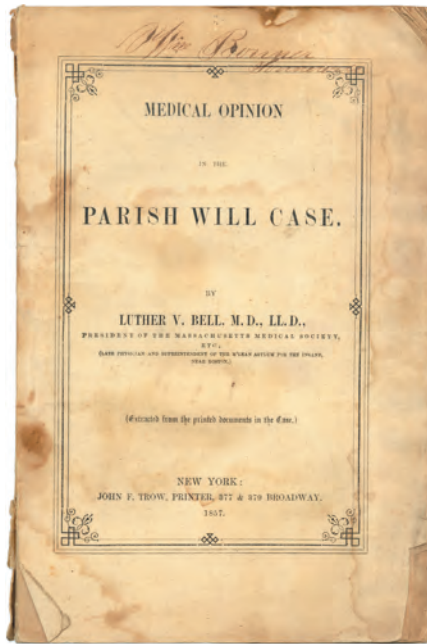 Wm
MEDICAL OPINION
IN THE
PARISH WILL CASE.
BY
LUTHER V. BELL, M. D., LL. D.,
PRESIDENT OF THE MASSACHUSETTS MEDICAL SOCIETY,
ETC.,
(LATE PHYSICIAN AND SUPERINTENDENT OF THE M'LEAN ASYLUM FOR THE INSANE,
NEAR BOSTON.)
(Extracted from the printed documents in the Case.)
NEW YORK:
JOHN F. TROW, PRINTER, 377 & 379 BROADWAY.
1857.